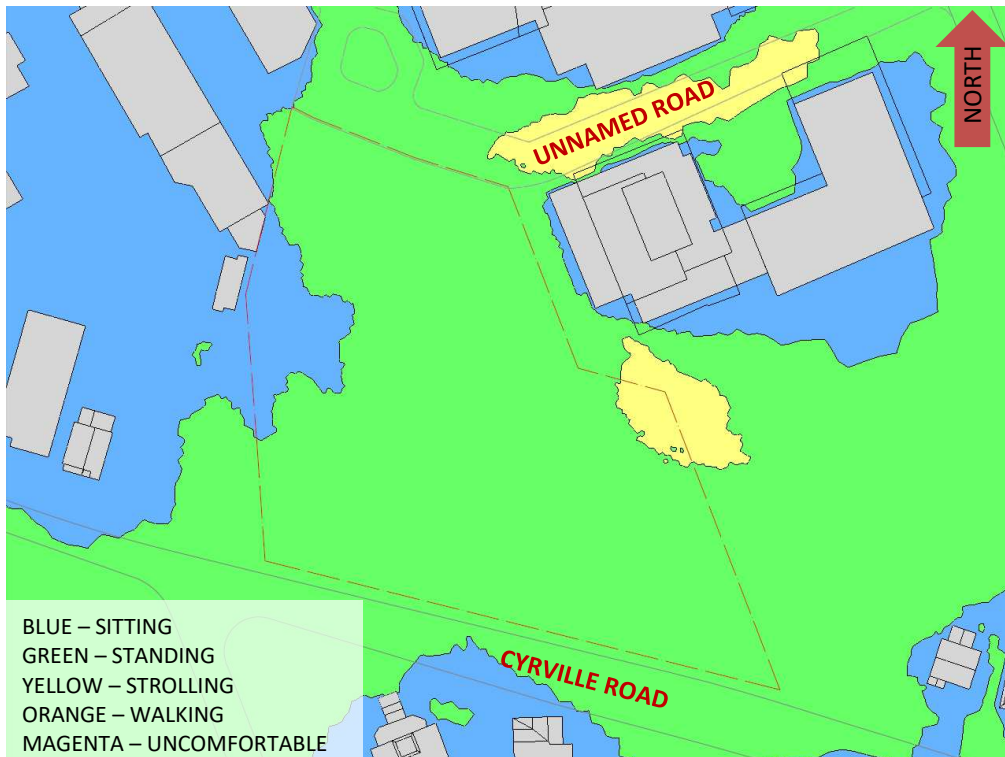 NORTH
UNNAMED ROAD
CYRVILLE ROAD
BLUE – SITTING
GREEN – STANDING
YELLOW – STROLLING
ORANGE – WALKING
MAGENTA – UNCOMFORTABLE